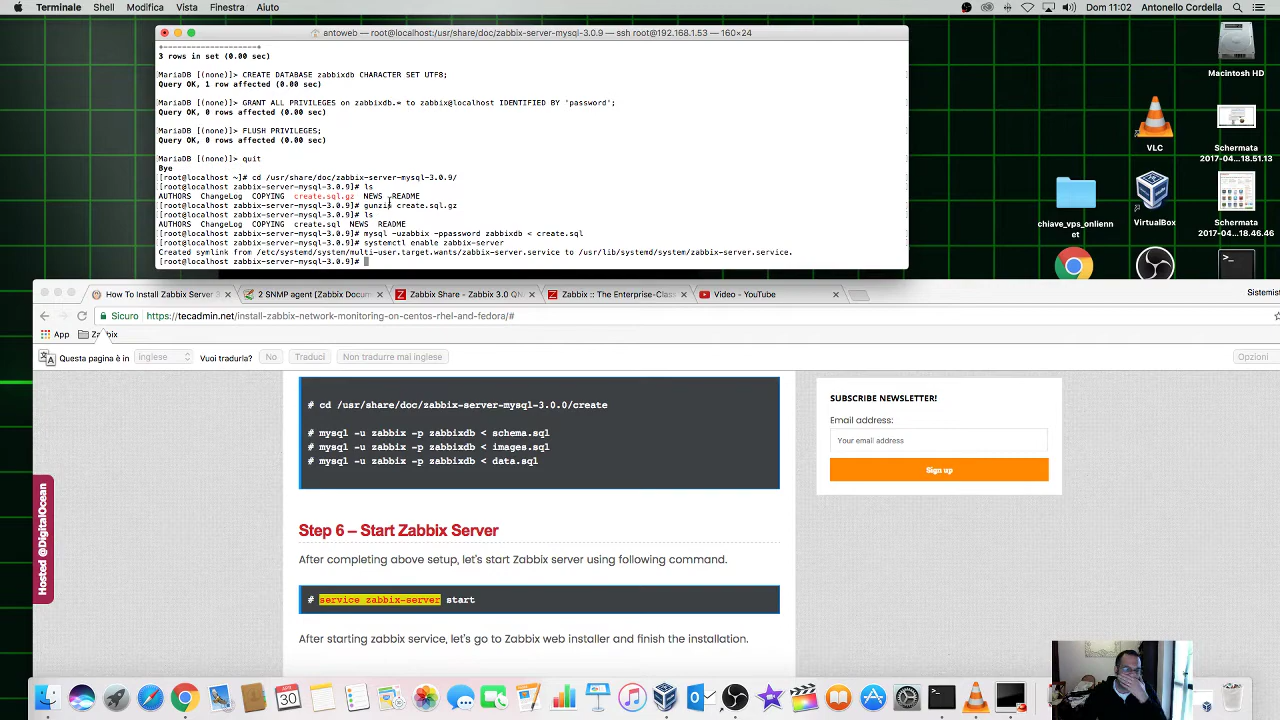 Terminale Shell Modifica Vista Finestra Aiuto Dom 11:02 Antonello Cordella
antoweb — root@localhost:/usr/share/doc/zabbix-server-mysql-3.0.9 — ssh root@192.168.1.53 — 160×24
+---------------------+
3 rows in set (0.00 sec)
MariaDB [(none)]> CREATE DATABASE zabbixdb CHARACTER SET UTF8;
Query OK, 1 row affected (0.00 sec)
MariaDB [(none)]> GRANT ALL PRIVILEGES on zabbixdb.* to zabbix@localhost IDENTIFIED BY 'password';
Query OK, 0 rows affected (0.00 sec)
MariaDB [(none)]> FLUSH PRIVILEGES;
Query OK, 0 rows affected (0.00 sec)
MariaDB [(none)]> quit
Bye
[root@localhost ~]# cd /usr/share/doc/zabbix-server-mysql-3.0.9/
[root@localhost zabbix-server-mysql-3.0.9]# ls
AUTHORS ChangeLog COPYING create.sql.gz NEWS README
[root@localhost zabbix-server-mysql-3.0.9]# gunzip create.sql.gz
[root@localhost zabbix-server-mysql-3.0.9]# ls
AUTHORS ChangeLog COPYING create.sql NEWS README
[root@localhost zabbix-server-mysql-3.0.9]# mysql -uzabbix -ppassword zabbixdb < create.sql
[root@localhost zabbix-server-mysql-3.0.9]# systemctl enable zabbix-server
Created symlink from /etc/systemd/system/multi-user.target.wants/zabbix-server.service to /usr/lib/systemd/system/zabbix-server.service.
[root@localhost zabbix-server-mysql-3.0.9]#
Macintosh HD
VLC
Schermata
2017-04...18.51.13
chiave_vps_onlien
net
VirtualBox
Schermata
2017-04...18.46.46
How To Install Zabbix Server 3 2 SNMP agent [Zabbix Docum Zabbix Share - Zabbix 3.0 QN Zabbix :: The Enterprise-Clas Video - YouTube Sistemist
Sicuro https://tecadmin.net/install-zabbix-network-monitoring-on-centos-rhel-and-fedora/#
App Zabbix
Questa pagina è in inglese Vuoi tradurla? No Traduci Non tradurre mai inglese Opzioni
# cd /usr/share/doc/zabbix-server-mysql-3.0.0/create
# mysql -u zabbix -p zabbixdb < schema.sql
# mysql -u zabbix -p zabbixdb < images.sql
# mysql -u zabbix -p zabbixdb < data.sql
Step 6 – Start Zabbix Server
After completing above setup, let's start Zabbix server using following command.
# service zabbix-server start
After starting zabbix service, let's go to Zabbix web installer and finish the installation.
SUBSCRIBE NEWSLETTER!
Email address:
Your email address
Sign up
Hosted @DigitalOcean
APR
30